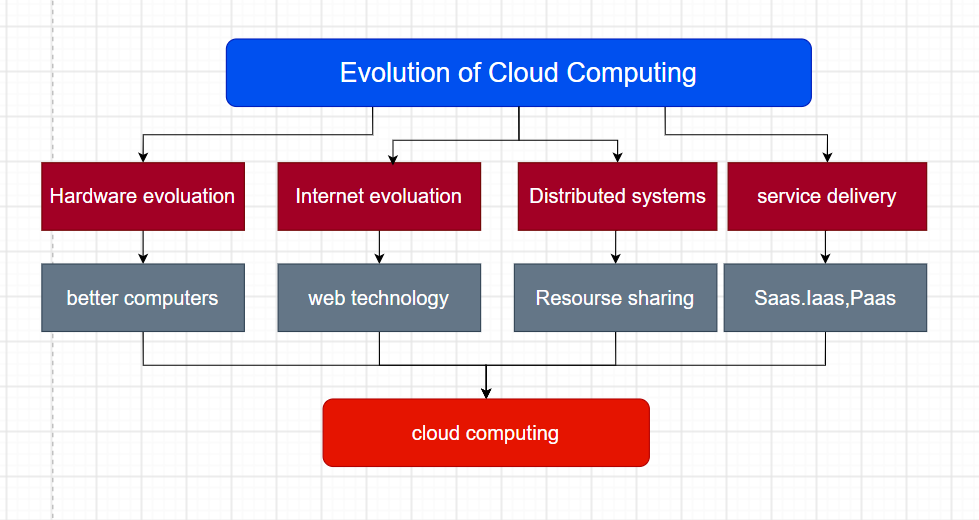 Evolution of Cloud Computing
Hardware evoluation
Internet evaluation
Distributed systems
service delivery
better computers
web technology
Resourse sharing
Saas.Iaas,Paas
cloud computing